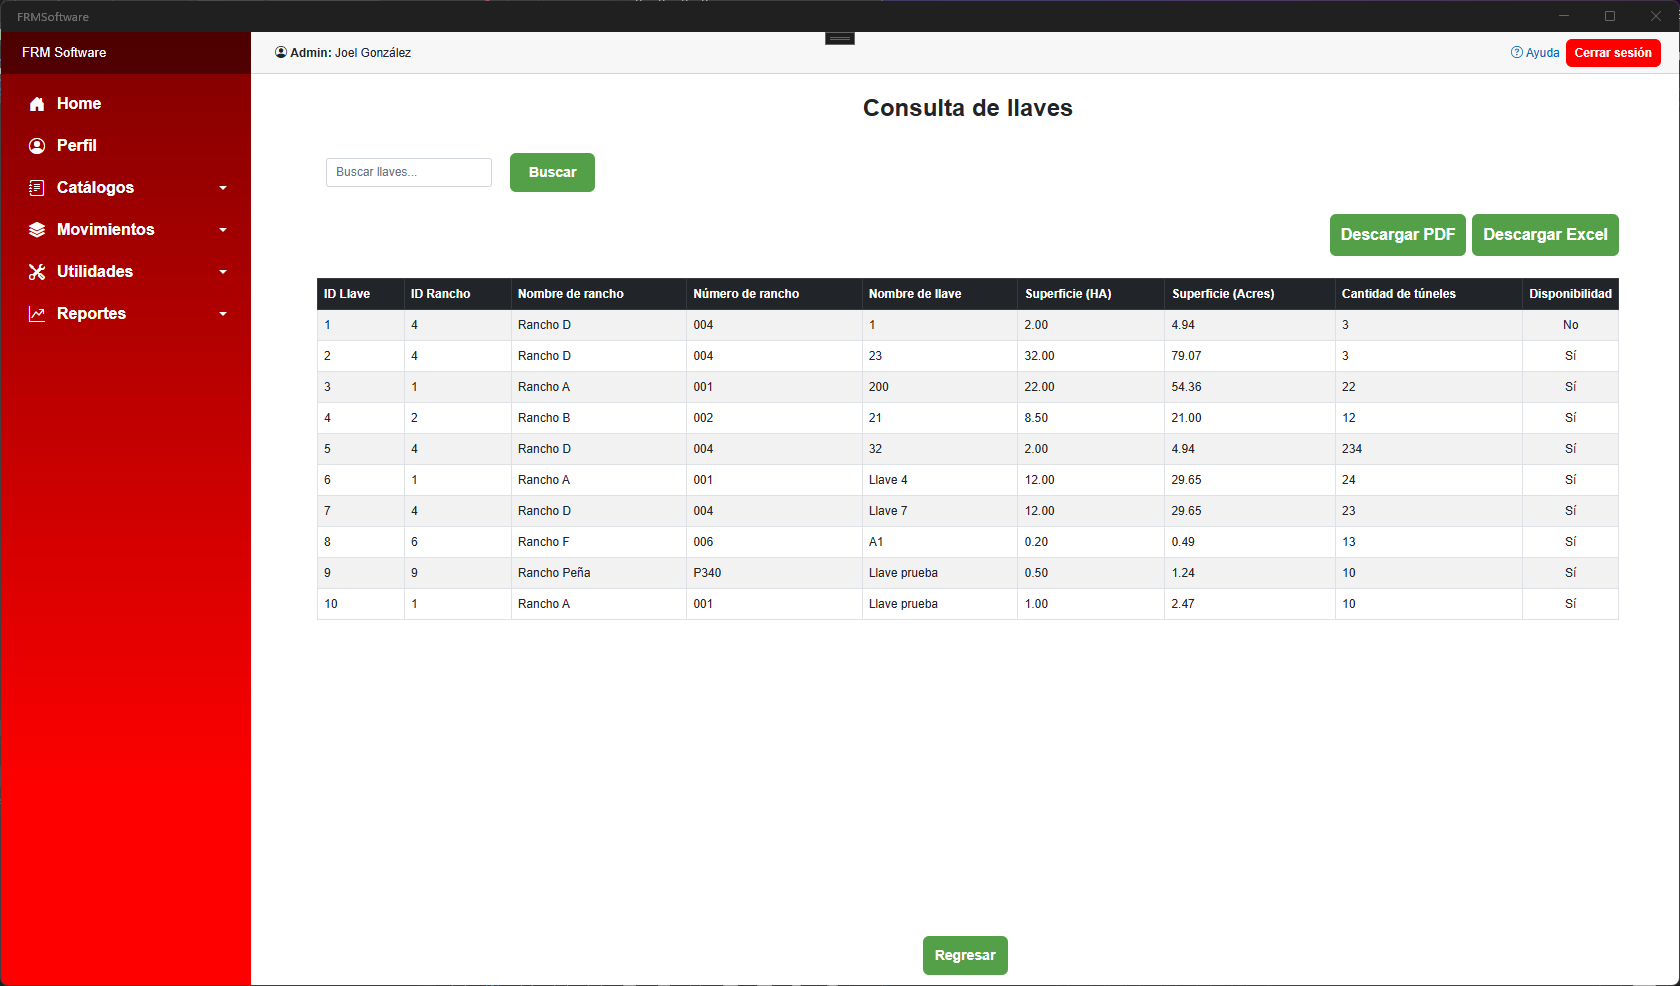 FRMSoftware
FRM Software
Admin: Joel González
Ayuda
Cerrar sesión
Home
Perfil
Catálogos
Movimientos
Utilidades
Reportes
Consulta de llaves
Buscar llaves...
Buscar
Descargar PDF
Descargar Excel
ID Llave ID Rancho Nombre de rancho Número de rancho Nombre de llave Superficie (HA) Superficie (Acres) Cantidad de túneles Disponibilidad
1 4 Rancho D 004 1 2.00 4.94 3 No
2 4 Rancho D 004 23 32.00 79.07 3 Sí
3 1 Rancho A 001 200 22.00 54.36 22 Sí
4 2 Rancho B 002 21 8.50 21.00 12 Sí
5 4 Rancho D 004 32 2.00 4.94 234 Sí
6 1 Rancho A 001 Llave 4 12.00 29.65 24 Sí
7 4 Rancho D 004 Llave 7 12.00 29.65 23 Sí
8 6 Rancho F 006 A1 0.20 0.49 13 Sí
9 9 Rancho Peña P340 Llave prueba 0.50 1.24 10 Sí
10 1 Rancho A 001 Llave prueba 1.00 2.47 10 Sí
Regresar